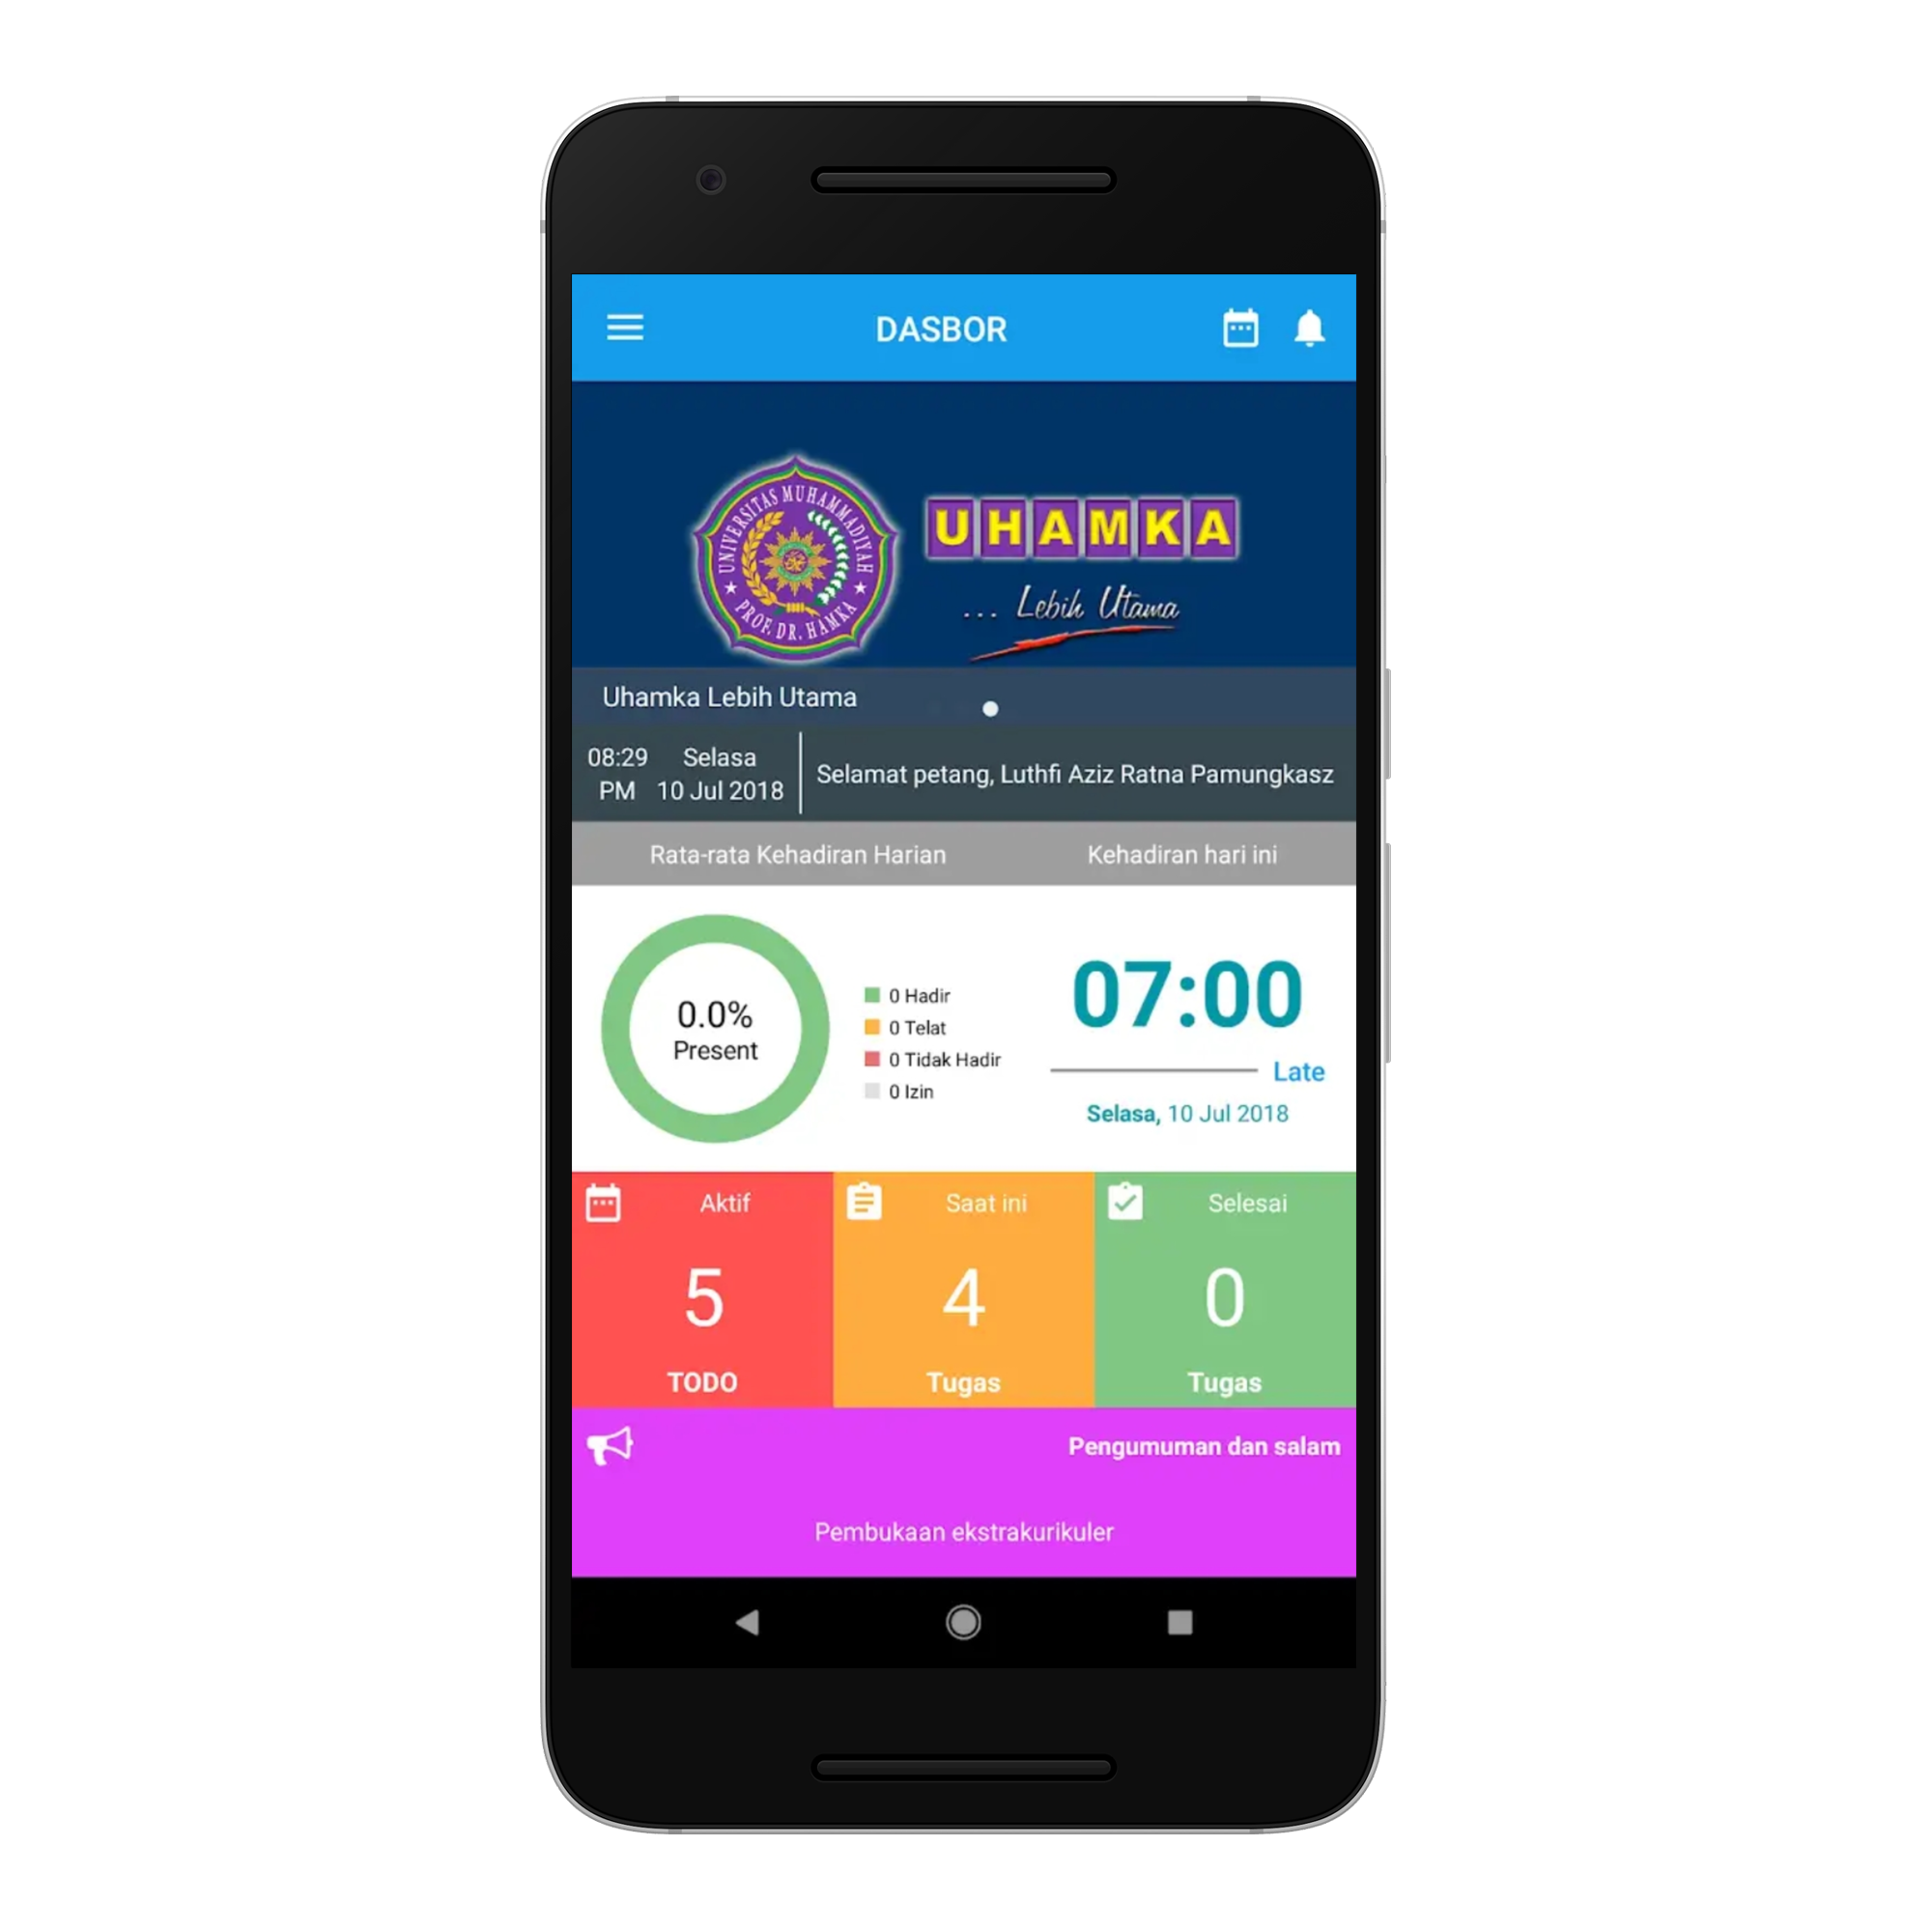 DASBOR
UNIVERSITAS MUHAMMADIYAH
PROF. DR. HAMKA
UHAMKA
... Lebih Utama
Uhamka Lebih Utama
08:29 PM
Selasa
10 Jul 2018
Selamat petang, Luthfi Aziz Ratna Pamungkasz
Rata-rata Kehadiran Harian
Kehadiran hari ini
0.0%
Present
0 Hadir
0 Telat
0 Tidak Hadir
0 Izin
07:00
Late
Selasa, 10 Jul 2018
Aktif
5
TODO
Saat ini
4
Tugas
Selesai
0
Tugas
Pengumuman dan salam
Pembukaan ekstrakurikuler